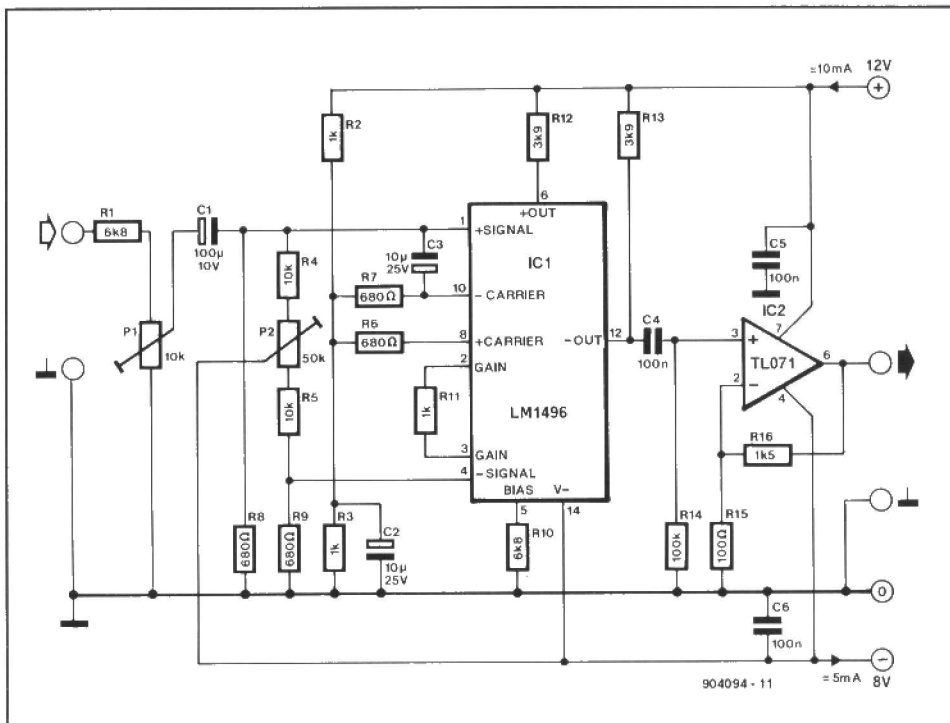 ≃10mA
12V
+
R2
1k
R12
3k9
R13
3k9
6
+OUT
R1
6k8
C1
100µ
10V
1
+SIGNAL
C3
10µ
25V
IC1
C5
100n
R4
10k
R7
680Ω
10
- CARRIER
P1
10k
P2
50k
R6
680Ω
8
+CARRIER
2
GAIN
-OUT
12
C4
100n
IC2
3
+
7
TL071
6
2
-
4
R5
10k
R11
1k
LM1496
R16
1k5
3
GAIN
4
-SIGNAL
BIAS
V-
5
14
R8
680Ω
R9
680Ω
R3
1k
C2
10µ
25V
R10
6k8
R14
100k
R15
100Ω
0
C6
100n
904094 - 11
= 5mA
8V
−